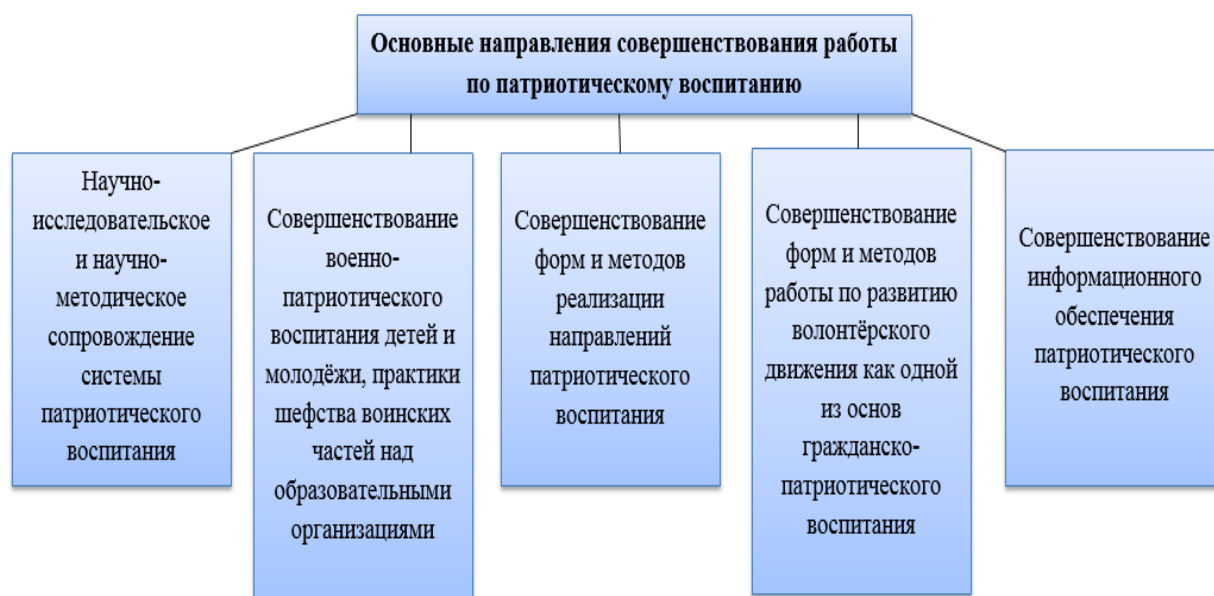 Основные направления совершенствования работы
по патриотическому воспитанию
Научно-
исследовательское
и научно-
методическое
сопровождение
системы
патриотического
воспитания
Совершенствование
военно-
патриотического
воспитания детей и
молодёжи, практики
шефства воинских
частей над
образовательными
организациями
Совершенствование
форм и методов
реализации
направлений
патриотического
воспитания
Совершенствование
форм и методов
работы по развитию
волонтёрского
движения как одной
из основ
гражданско-
патриотического
воспитания
Совершенствование
информационного
обеспечения
патриотического
воспитания